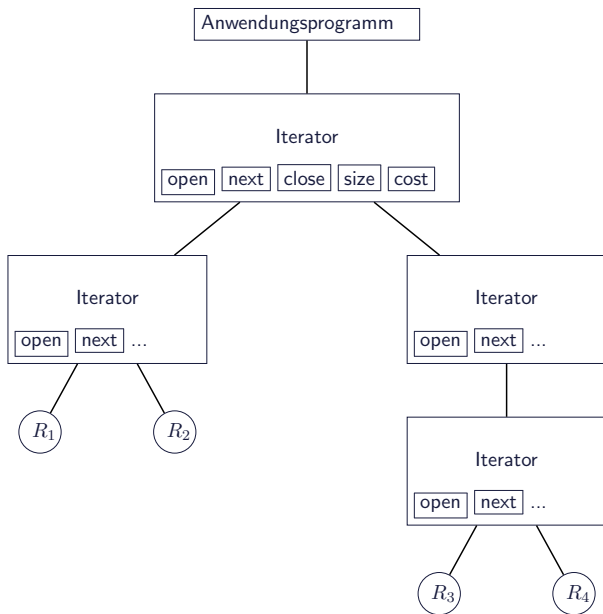 Anwendungsprogramm
Iterator
open next close size cost
Iterator
open next ...
Iterator
open next ...
R1 R2
Iterator
open next ...
R3 R4